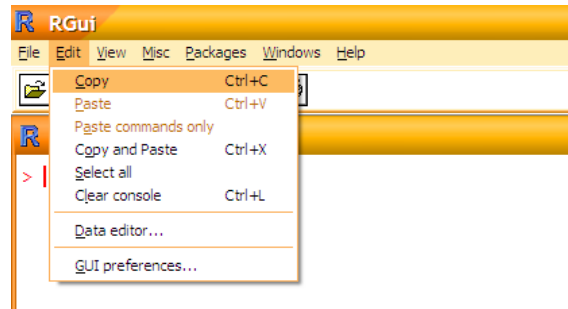 RGui
File Edit View Misc Packages Windows Help
Copy Ctrl+C
Paste Ctrl+V
Paste commands only
Copy and Paste Ctrl+X
Select all
Clear console Ctrl+L
>
Data editor...
GUI preferences...